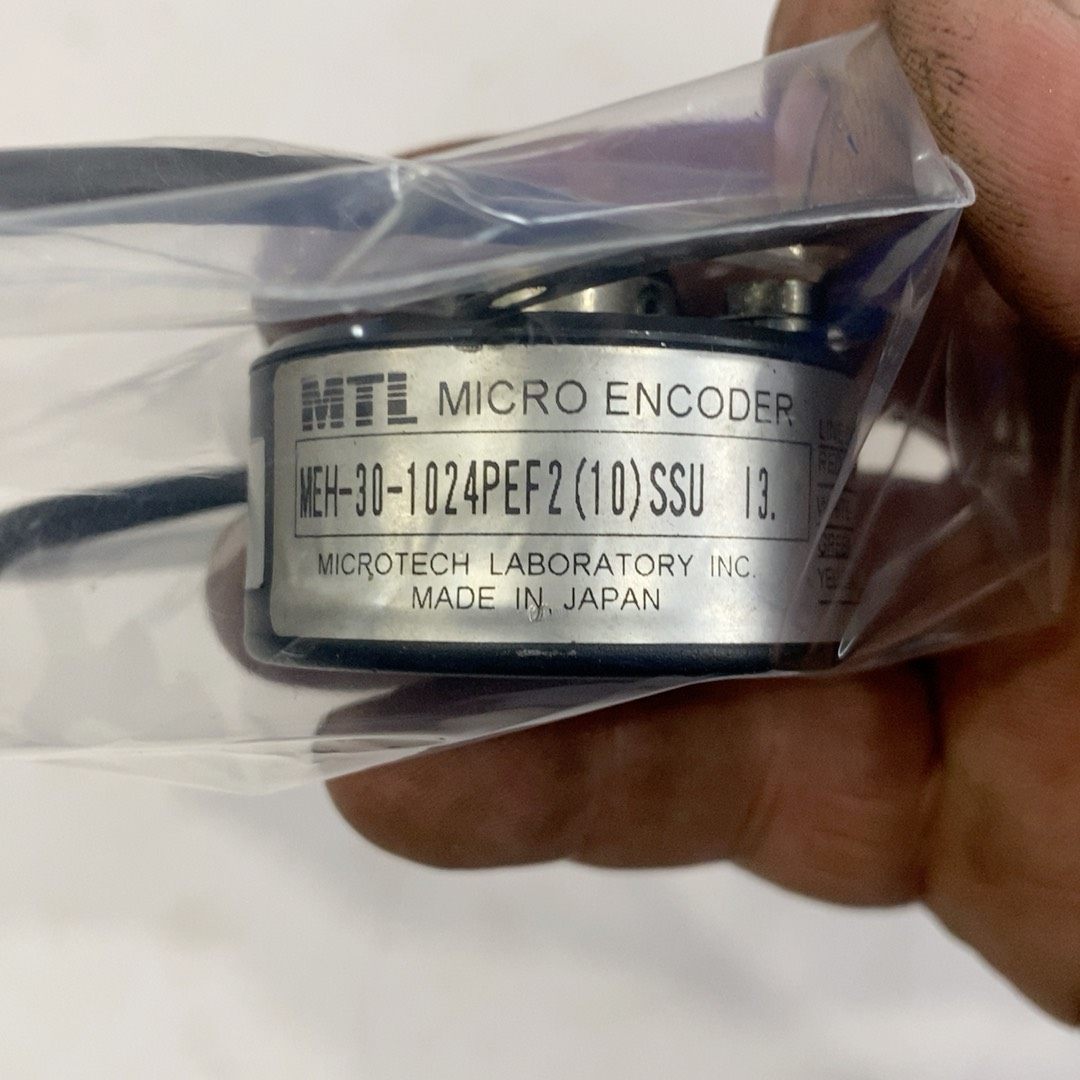 MTL MICRO ENCODER
MEH-30-1024PEF2(10)SSU 13.
MICROTECH LABORATORY INC.
MADE IN JAPAN